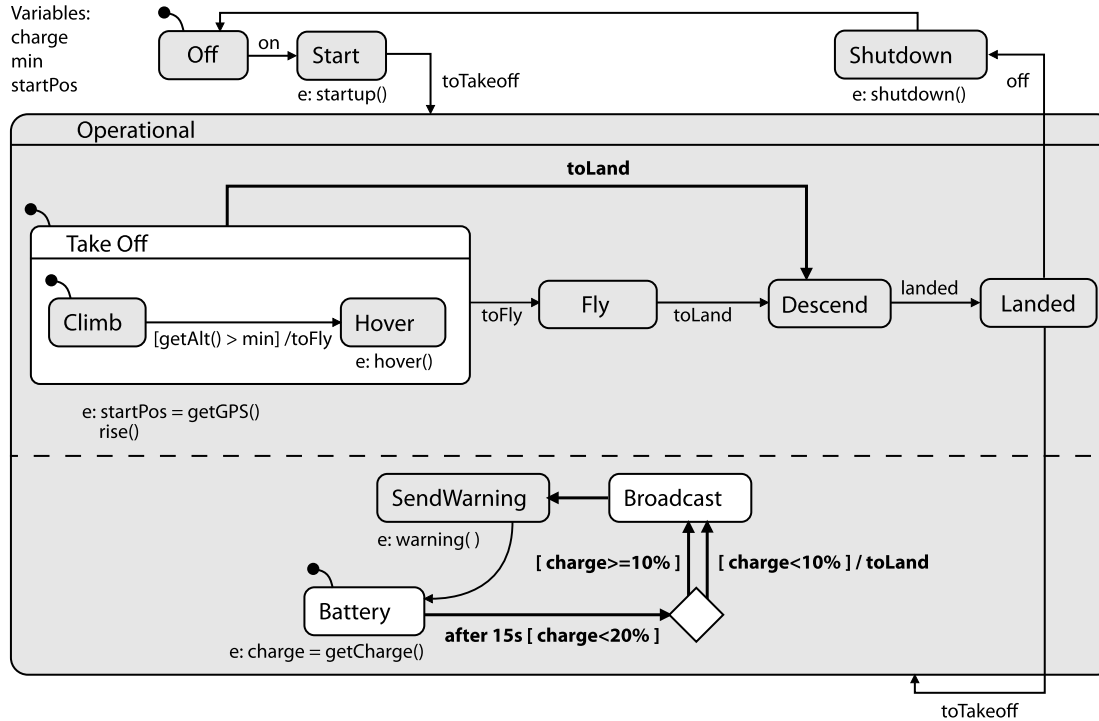 Variables:
charge
min
startPos
Off
on
Start
e: startup()
toTakeoff
Shutdown
e: shutdown()
off
Operational
toLand
Take Off
Climb
[getAlt() > min] /toFly
Hover
e: hover()
toFly
Fly
toLand
Descend
landed
Landed
e: startPos = getGPS()
rise()
SendWarning
e: warning( )
Broadcast
[ charge>=10% ]
[ charge<10% ] / toLand
Battery
after 15s [ charge<20% ]
e: charge = getCharge()
toTakeoff